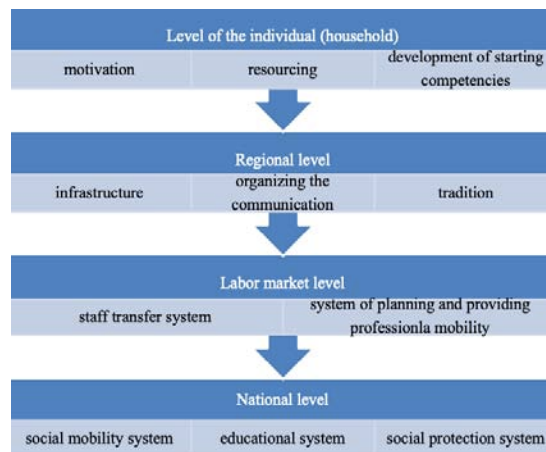 Level of the individual (household)
motivation
resourcing
development of starting
competencies
Regional level
infrastructure
organizing the
communication
tradition
Labor market level
staff transfer system
system of planning and providing
professionla mobility
National level
social mobility system
educational system
social protection system